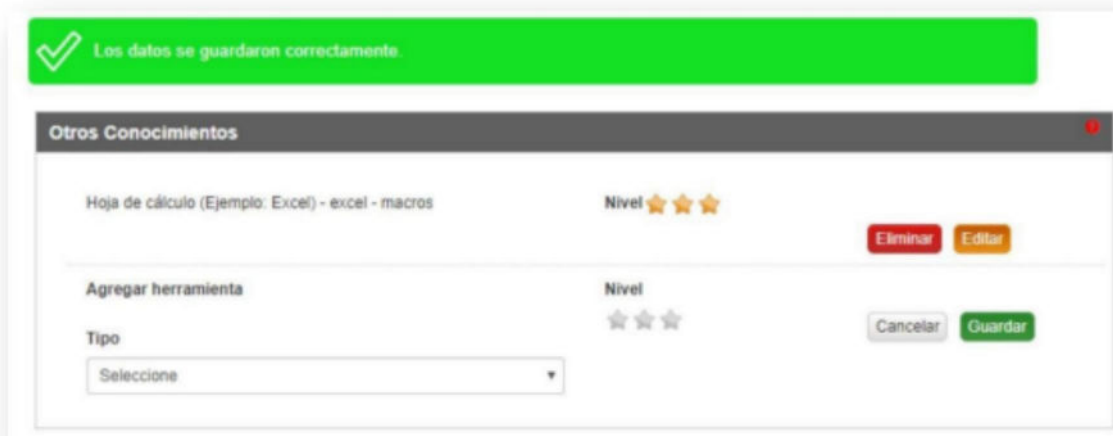 Los datos se guardaron correctamente.
Otros Conocimientos
Hoja de cálculo (Ejemplo: Excel) - excel - macros
Nivel
Eliminar
Editar
Agregar herramienta
Nivel
Tipo
Cancelar
Guardar
Seleccione